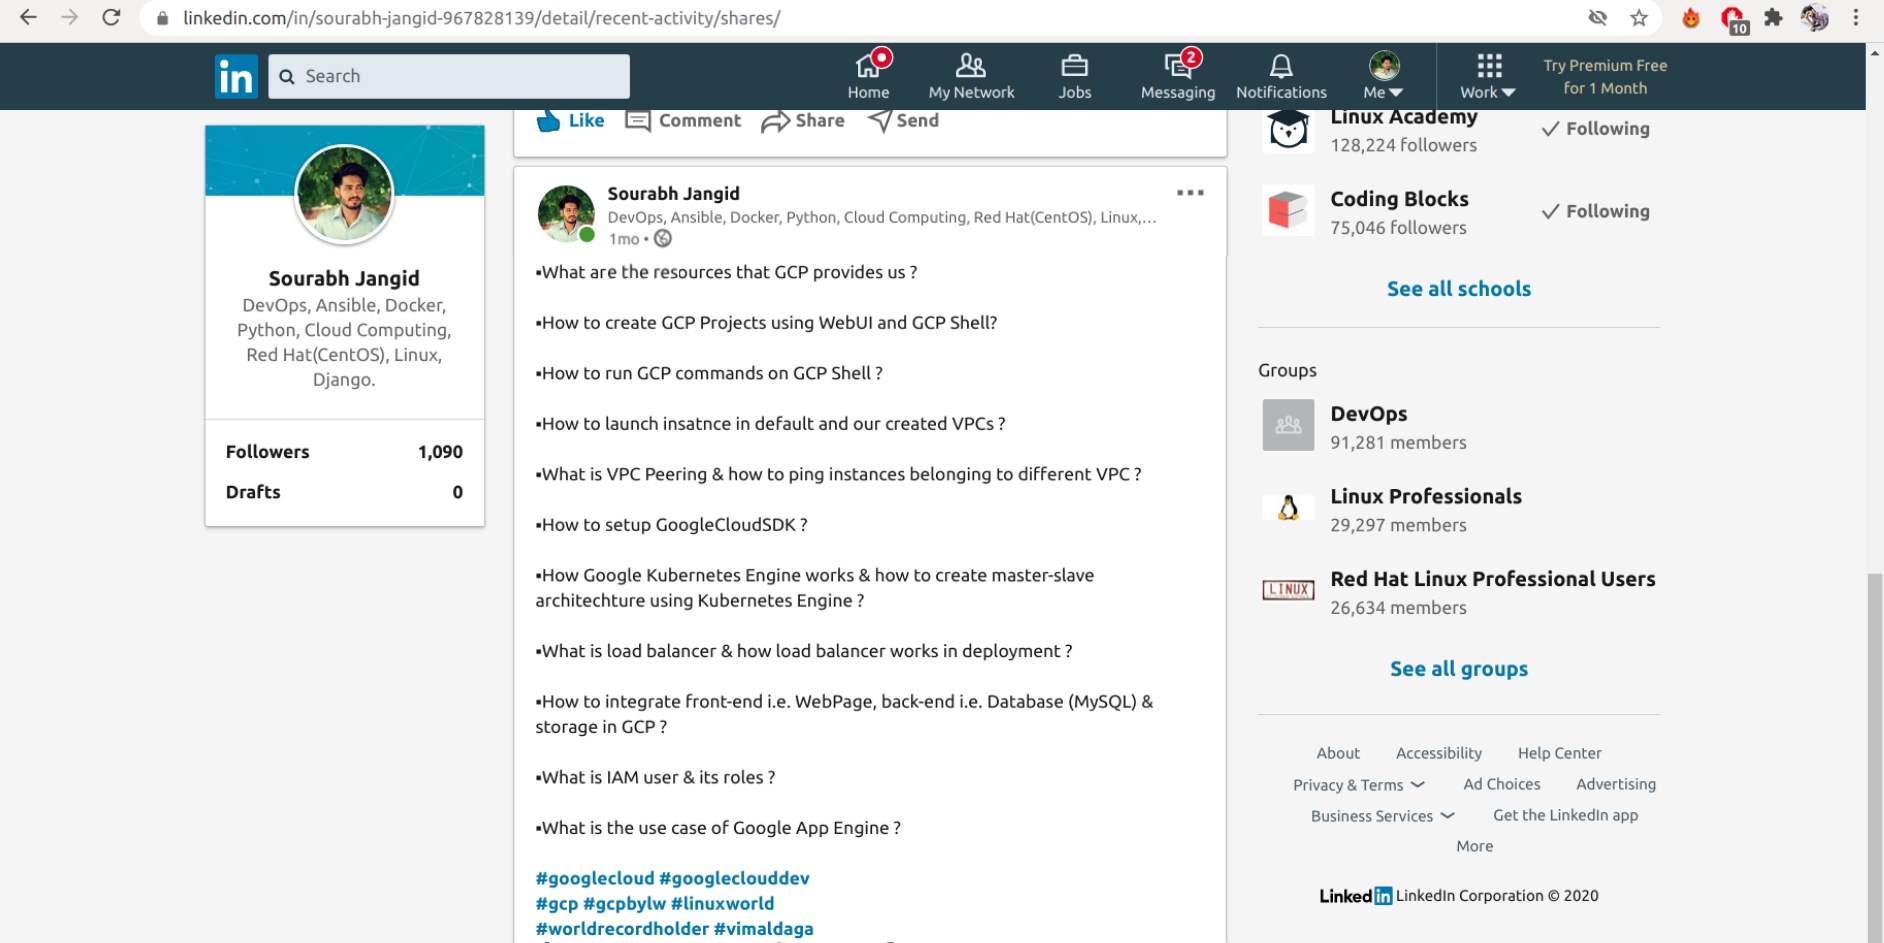 linkedin.com/in/sourabh-jangid-967828139/detail/recent-activity/shares/
10
in
Search
Home
My Network
Jobs
2
Messaging
Notifications
Me
Work
Try Premium Free
for 1 Month
Sourabh Jangid
DevOps, Ansible, Docker,
Python, Cloud Computing,
Red Hat(CentOS), Linux,
Django.
Followers 1,090
Drafts 0
Like Comment Share Send
Sourabh Jangid
DevOps, Ansible, Docker, Python, Cloud Computing, Red Hat(CentOS), Linux,...
1mo •
▪What are the resources that GCP provides us ?
▪How to create GCP Projects using WebUI and GCP Shell?
▪How to run GCP commands on GCP Shell ?
▪How to launch insatnce in default and our created VPCs ?
▪What is VPC Peering & how to ping instances belonging to different VPC ?
▪How to setup GoogleCloudSDK ?
▪How Google Kubernetes Engine works & how to create master-slave
architechture using Kubernetes Engine ?
▪What is load balancer & how load balancer works in deployment ?
▪How to integrate front-end i.e. WebPage, back-end i.e. Database (MySQL) &
storage in GCP ?
▪What is IAM user & its roles ?
▪What is the use case of Google App Engine ?
#googlecloud #googleclouddev
#gcp #gcpbylw #linuxworld
#worldrecordholder #vimaldaga
Linux Academy
128,224 followers
Following
Coding Blocks
75,046 followers
Following
See all schools
Groups
DevOps
91,281 members
Linux Professionals
29,297 members
LINUX
Red Hat Linux Professional Users
26,634 members
See all groups
About Accessibility Help Center
Privacy & Terms Ad Choices Advertising
Business Services Get the LinkedIn app
More
Linkedin LinkedIn Corporation © 2020